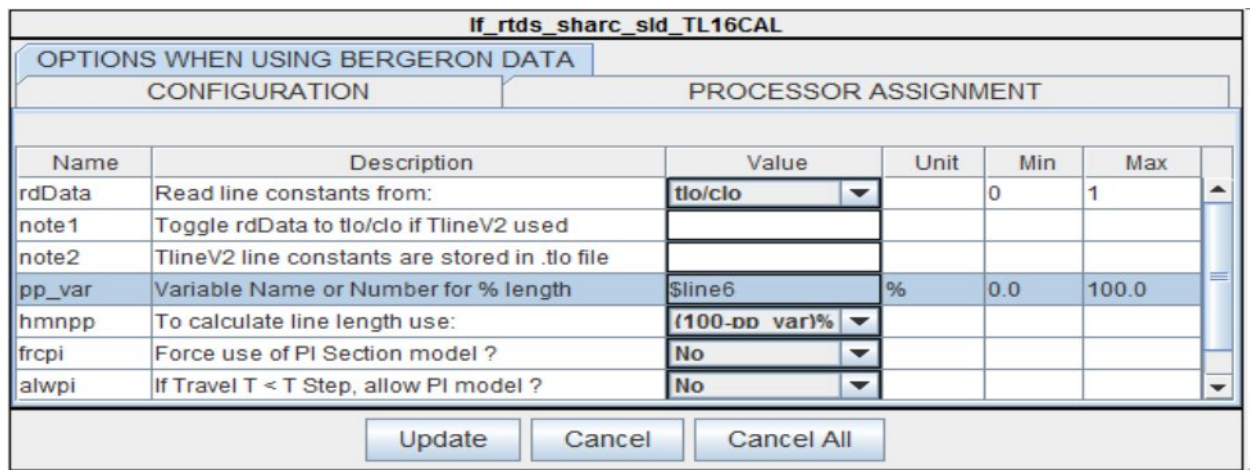 lf_rtds_sharc_sld_TL16CAL
OPTIONS WHEN USING BERGERON DATA
CONFIGURATION PROCESSOR ASSIGNMENT
Name Description Value Unit Min Max
rdData Read line constants from: tlo/clo 0 1
note1 Toggle rdData to tlo/clo if TlineV2 used
note2 TlineV2 line constants are stored in .tlo file
pp_var Variable Name or Number for % length $line6 % 0.0 100.0
hmnpp To calculate line length use: (100-pp_var)%
frcpi Force use of PI Section model ? No
alwpi If Travel T < T Step, allow PI model ? No
Update Cancel Cancel All